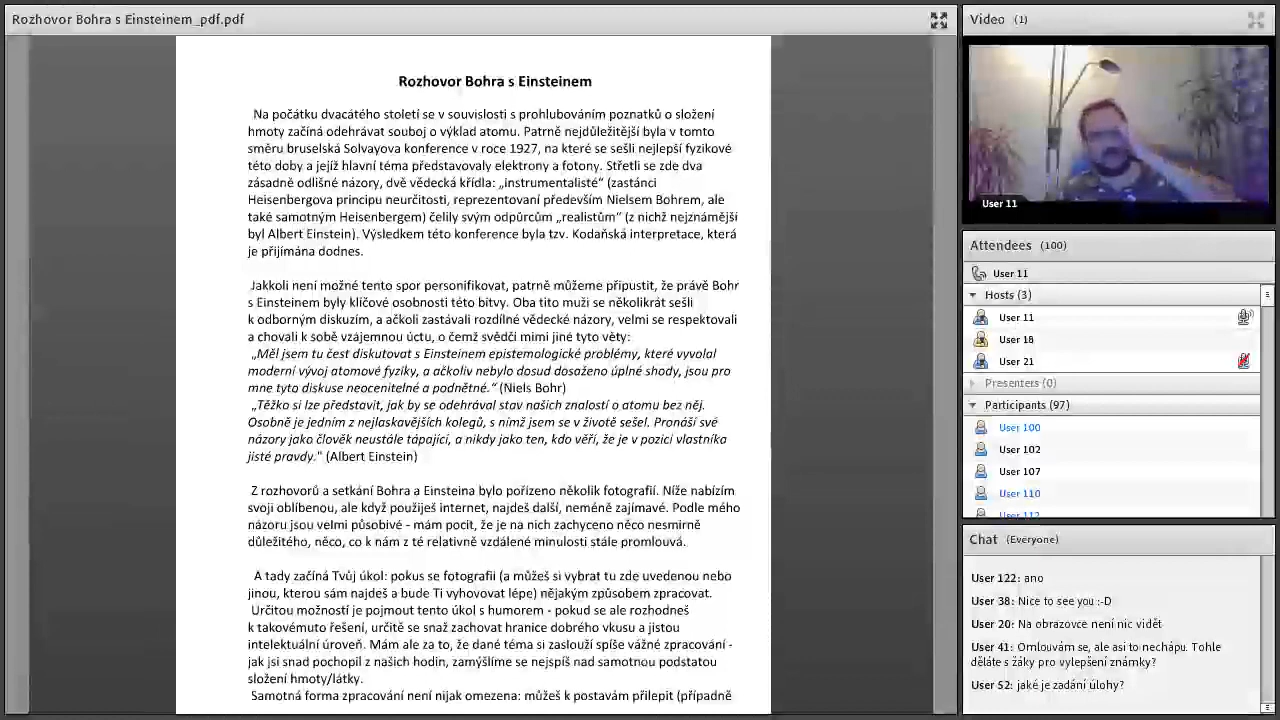 Rozhovor Bohra s Einsteinem _pdf.pdf
Rozhovor Bohra s Einsteinem
Na počátku dvacátého století se v souvislosti s prohlubováním poznatků o složení
hmoty začíná odehrávat souboj o výklad atomu. Patrně nejdůležitější byla v tomto
směru bruselská Solvayova konference v roce 1927, na které se sešli nejlepší fyzikové
této doby a jejíž hlavní téma představovaly elektrony a fotony. Střetli se zde dva
zásadně odlišné názory, dvě vědecká křídla: „instrumentalisté“ (zastánci
Heisenbergova principu neurčitosti, reprezentovaní především Nielsem Bohrem, ale
také samotným Heisenbergem) čelily svým odpůrcům „realistům“ (z nichž nejznámější
byl Albert Einstein). Výsledkem této konference byla tzv. Kodaňská interpretace, která
je přijímána dodnes.
Jakkoli není možné tento spor personifikovat, patrně můžeme připustit, že právě Bohr
s Einsteinem byly klíčové osobnosti této bitvy. Oba tito muži se několikrát sešli
k odborným diskuzím, a ačkoli zastávali rozdílné vědecké názory, velmi se respektovali
a chovali k sobě vzájemnou úctu, o čemž svědčí mimi jiné tyto věty:
„Měl jsem tu čest diskutovat s Einsteinem epistemologické problémy, které vyvolal
moderní vývoj atomové fyziky, a ačkoliv nebylo dosud dosaženo úplné shody, jsou pro
mne tyto diskuse neocenitelné a podnětné.“ (Niels Bohr)
„Těžko si lze představit, jak by se odehrával stav našich znalostí o atomu bez něj.
Osobně je jedním z nejlaskavějších kolegů, s nímž jsem se v životě sešel. Pronáší své
názory jako člověk neustále tápající, a nikdy jako ten, kdo věří, že je v pozici vlastníka
jisté pravdy." (Albert Einstein)
Z rozhovorů a setkání Bohra a Einsteina bylo pořízeno několik fotografií. Níže nabízím
svoji oblíbenou, ale když použiješ internet, najdeš další, neméně zajímavé. Podle mého
názoru jsou velmi působivé - mám pocit, že je na nich zachyceno něco nesmírně
důležitého, něco, co k nám z té relativně vzdálené minulosti stále promlouvá.
A tady začíná Tvůj úkol: pokus se fotografii (a můžeš si vybrat tu zde uvedenou nebo
jinou, kterou sám najdeš a bude Ti vyhovovat lépe) nějakým způsobem zpracovat.
Určitou možností je pojmout tento úkol s humorem - pokud se ale rozhodneš
k takovémuto řešení, určitě se snaž zachovat hranice dobrého vkusu a jistou
intelektuální úroveň. Mám ale za to, že dané téma si zaslouží spíše vážné zpracování -
jak jsi snad pochopil z našich hodin, zamýšlíme se nejspíš nad samotnou podstatou
složení hmoty/látky.
Samotná forma zpracování není nijak omezena: můžeš k postavám přilepit (případně
Video (1)
User 11
Attendees (100)
User 11
Hosts (3)
User 11
User 18
User 21
Presenters (0)
Participants (97)
User 100
User 102
User 107
User 110
User 112
Chat (Everyone)
User 122: ano
User 38: Nice to see you :-D
User 20: Na obrazovce není nic vidět
User 41: Omlouvám se, ale asi to nechápu. Tohle
děláte s žáky pro vylepšení známky?
User 52: jaké je zadání úlohy?